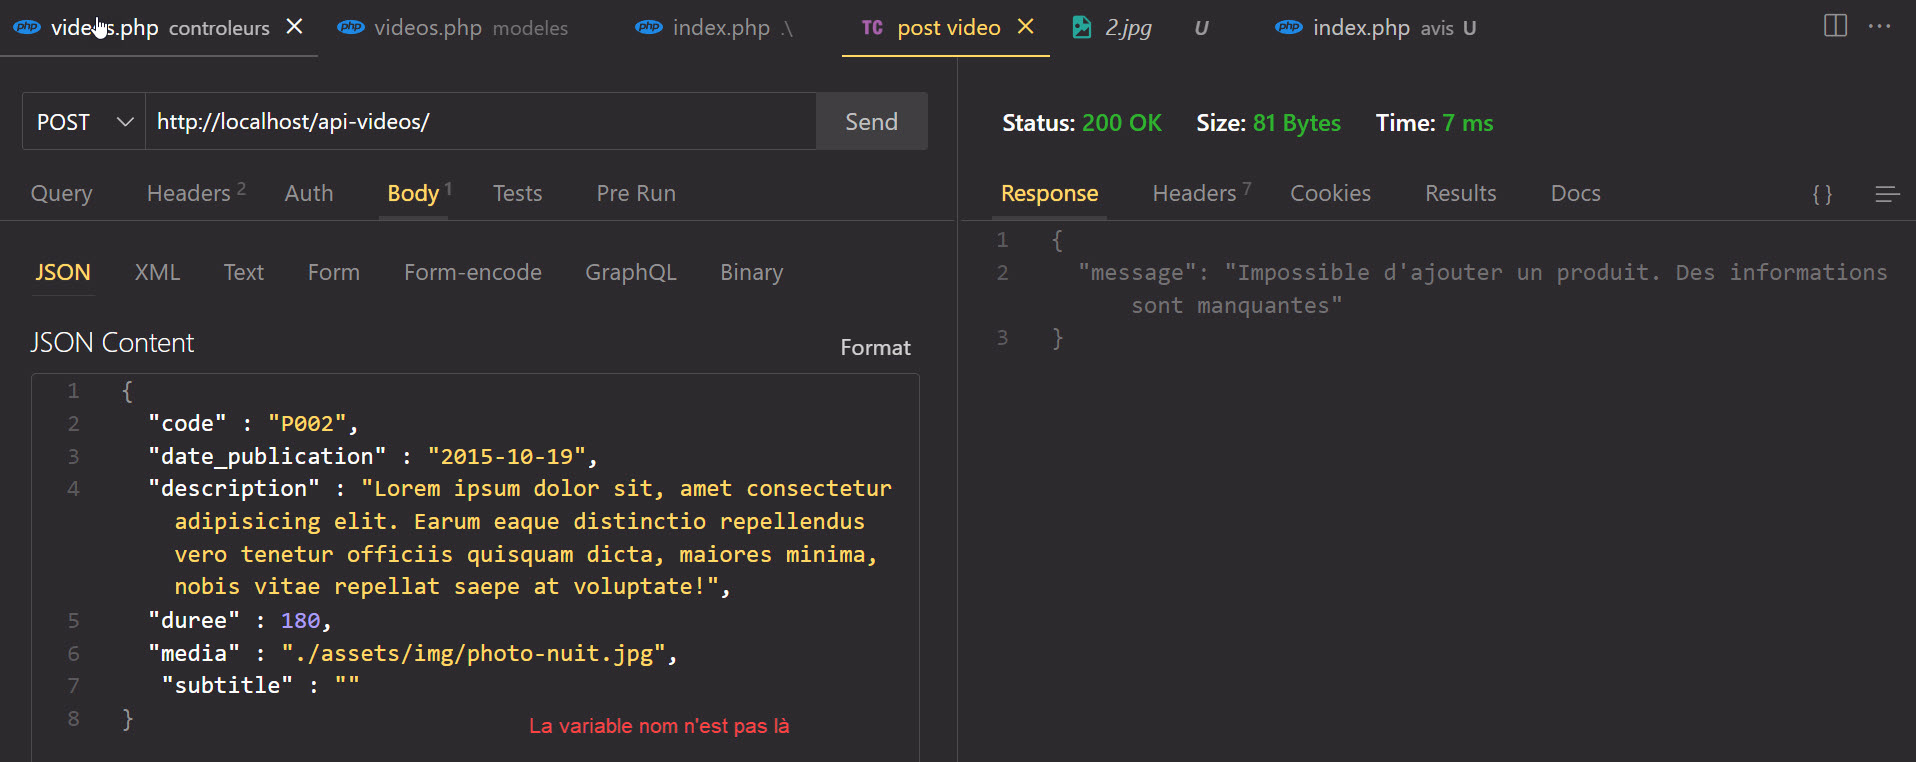 php videos.php controleurs × php videos.php modeles php index.php .\ TC post video × 2.jpg U php index.php avis U ···
POST http://localhost/api-videos/ Send
Query Headers 2 Auth Body 1 Tests Pre Run
JSON XML Text Form Form-encode GraphQL Binary
JSON Content
Format
1 {
2 "code" : "P002",
3 "date_publication" : "2015-10-19",
4 "description" : "Lorem ipsum dolor sit, amet consectetur
adipisicing elit. Earum eaque distinctio repellendus
vero tenetur officiis quisquam dicta, maiores minima,
nobis vitae repellat saepe at voluptate!",
5 "duree" : 180,
6 "media" : "./assets/img/photo-nuit.jpg",
7 "subtitle" : ""
8 }
La variable nom n'est pas là
Status: 200 OK Size: 81 Bytes Time: 7 ms
Response Headers 7 Cookies Results Docs { }
1 {
2 "message": "Impossible d'ajouter un produit. Des informations
sont manquantes"
3 }